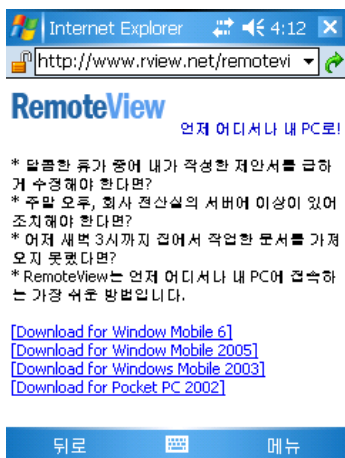 Internet Explorer 4:12
http://www.rview.net/remotevi
RemoteView
언제 어디서나 내 PC로!
* 달콤한 휴가 중에 내가 작성한 제안서를 급하
게 수정해야 한다면?
* 주말 오후, 회사 전산실의 서버에 이상이 있어
조치해야 한다면?
* 어제 새벽 3시까지 집에서 작업한 문서를 가져
오지 못했다면?
* RemoteView는 언제 어디서나 내 PC에 접속하
는 가장 쉬운 방법입니다.
[Download for Window Mobile 6]
[Download for Window Mobile 2005]
[Download for Windows Mobile 2003]
[Download for Pocket PC 2002]
뒤로 메뉴